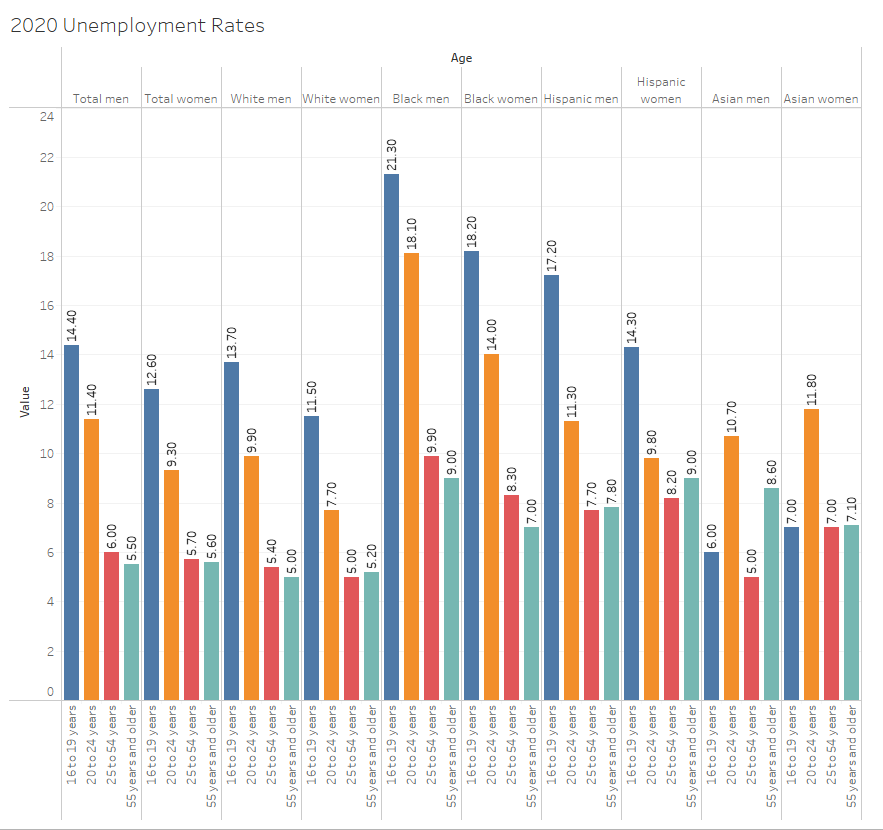 2020 Unemployment Rates
Age
Total men
Total women
White men
White women
Black men
Black women
Hispanic men
Hispanic
women
Asian men
Asian women
Value
24
22
20
18
16
14
12
10
8
6
4
2
0
14.40
11.40
6.00
5.50
12.60
9.30
5.70
5.60
13.70
9.90
5.40
5.00
11.50
7.70
5.00
5.20
21.30
18.10
9.90
9.00
18.20
14.00
8.30
7.00
17.20
11.30
7.70
7.80
14.30
9.80
8.20
9.00
6.00
10.70
5.00
8.60
7.00
11.80
7.00
7.10
16 to 19 years
20 to 24 years
25 to 54 years
55 years and older
16 to 19 years
20 to 24 years
25 to 54 years
55 years and older
16 to 19 years
20 to 24 years
25 to 54 years
55 years and older
16 to 19 years
20 to 24 years
25 to 54 years
55 years and older
16 to 19 years
20 to 24 years
25 to 54 years
55 years and older
16 to 19 years
20 to 24 years
25 to 54 years
55 years and older
16 to 19 years
20 to 24 years
25 to 54 years
55 years and older
16 to 19 years
20 to 24 years
25 to 54 years
55 years and older
16 to 19 years
20 to 24 years
25 to 54 years
55 years and older
16 to 19 years
20 to 24 years
25 to 54 years
55 years and older